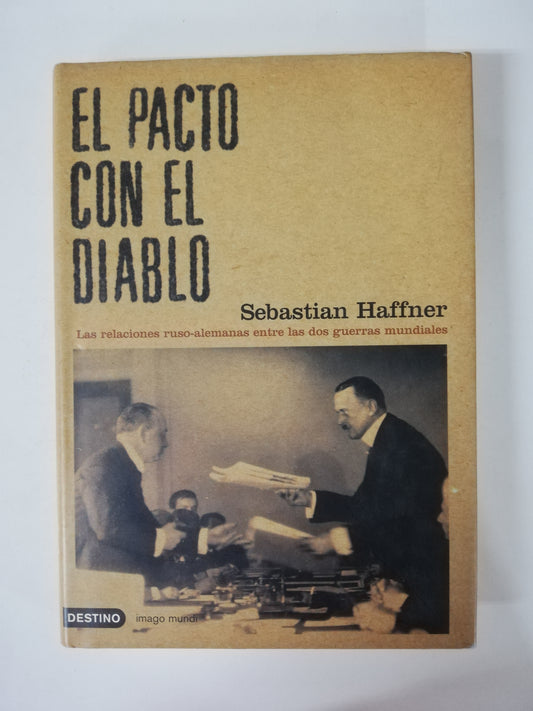 EL PACTO
CON EL
DIABLO
Sebastian Haffner
Las relaciones ruso-alemanas entre las dos guerras mundiales
DESTINO imago mundi